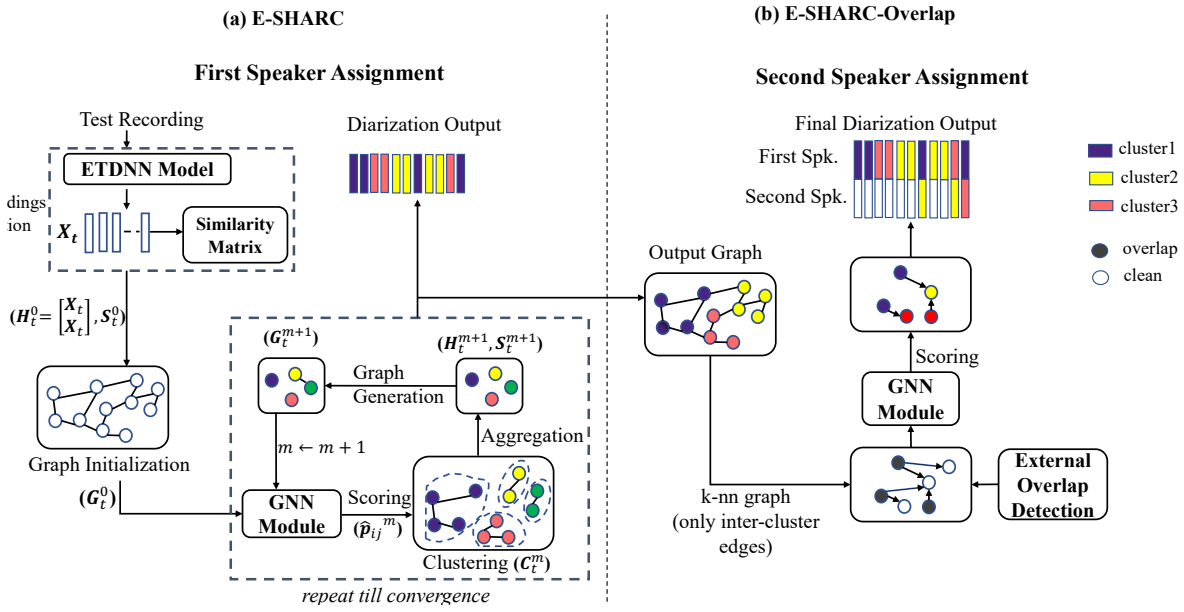 (a) E-SHARC
(b) E-SHARC-Overlap
First Speaker Assignment
Second Speaker Assignment
Test Recording
ETDNN Model
dings
ion
X_t
Similarity
Matrix
Diarization Output
(H_t^0 = [X_t X_t], S_t^0)
Graph Initialization
(G_t^0)
(G_t^{m+1})
(H_t^{m+1}, S_t^{m+1})
Graph
Generation
m ← m + 1
Aggregation
GNN
Module
Scoring
(p̂_ij^m)
Clustering (C_t^m)
repeat till convergence
Final Diarization Output
First Spk.
Second Spk.
cluster1
cluster2
cluster3
overlap
clean
Output Graph
Scoring
GNN
Module
k-nn graph
(only inter-cluster
edges)
External
Overlap
Detection